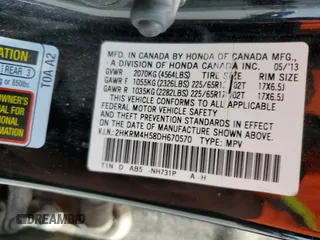 MFD. IN CANADA BY HONDA OF CANADA MFG.,
A DIVISION OF HONDA CANADA INC. 05/13
GVWR 2070KG (4564LBS) TIRE SIZE RIM SIZE
GAWR F 1055KG (2326LBS) 225/65R17 102T 17X6.5J
GAWR R 1035KG (2282LBS) 225/65R17 102T 17X6.5J
THIS VEHICLE CONFORMS TO ALL APPLICABLE
FEDERAL MOTOR VEHICLE SAFETY
AND THEFT PREVENTION STANDARDS IN EFFECT
ON THE DATE OF MANUFACTURE SHOWN ABOVE.
V.I.N: 2HKRM4H58DH670570 TYPE: MPV
NH731P A -H
REAR 3
T0A A2
DREAMBID